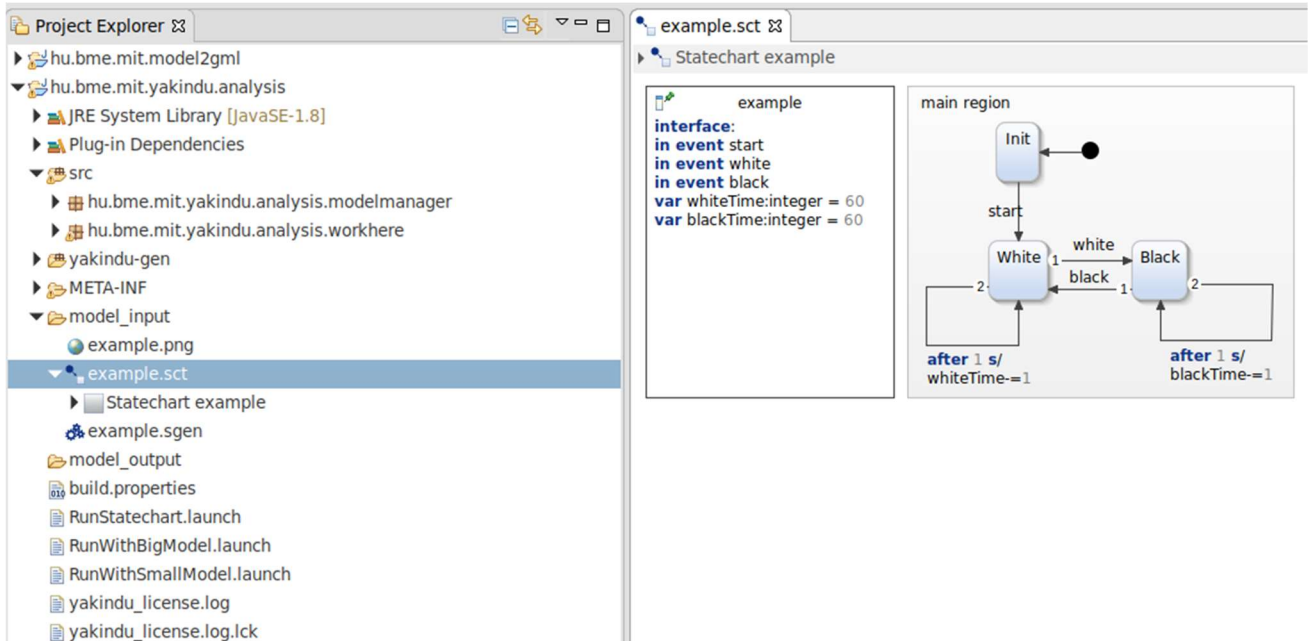 Project Explorer
hu.bme.mit.model2gml
hu.bme.mit.yakindu.analysis
JRE System Library [JavaSE-1.8]
Plug-in Dependencies
src
hu.bme.mit.yakindu.analysis.modelmanager
hu.bme.mit.yakindu.analysis.workhere
yakindu-gen
META-INF
model_input
example.png
example.sct
Statechart example
example.sgen
model_output
build.properties
RunStatechart.launch
RunWithBigModel.launch
RunWithSmallModel.launch
yakindu_license.log
yakindu_license.log.lck
example.sct
Statechart example
example
interface:
in event start
in event white
in event black
var whiteTime:integer = 60
var blackTime:integer = 60
main region
Init
start
White
1
white
Black
black
1
2
2
after 1 s/
whiteTime-=1
after 1 s/
blackTime-=1